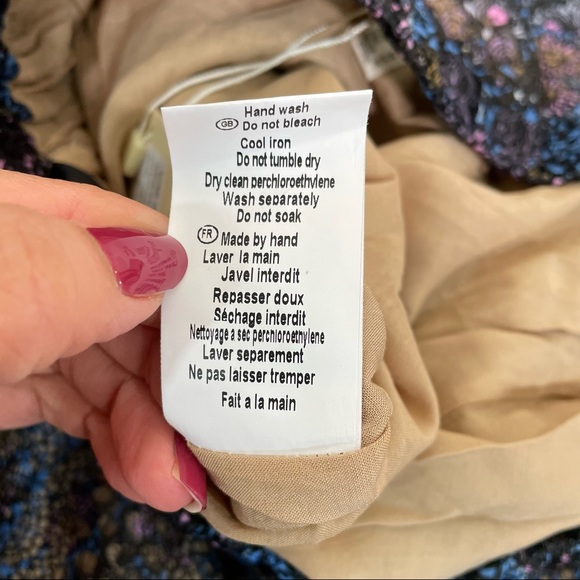 Hand wash
GB Do not bleach
Cool iron
Do not tumble dry
Dry clean perchloroethylene
Wash separately
Do not soak
FR Made by hand
Laver la main
Javel interdit
Repasser doux
Séchage interdit
Nettoyage a sec perchloroethylene
Laver separement
Ne pas laisser tremper
Fait a la main